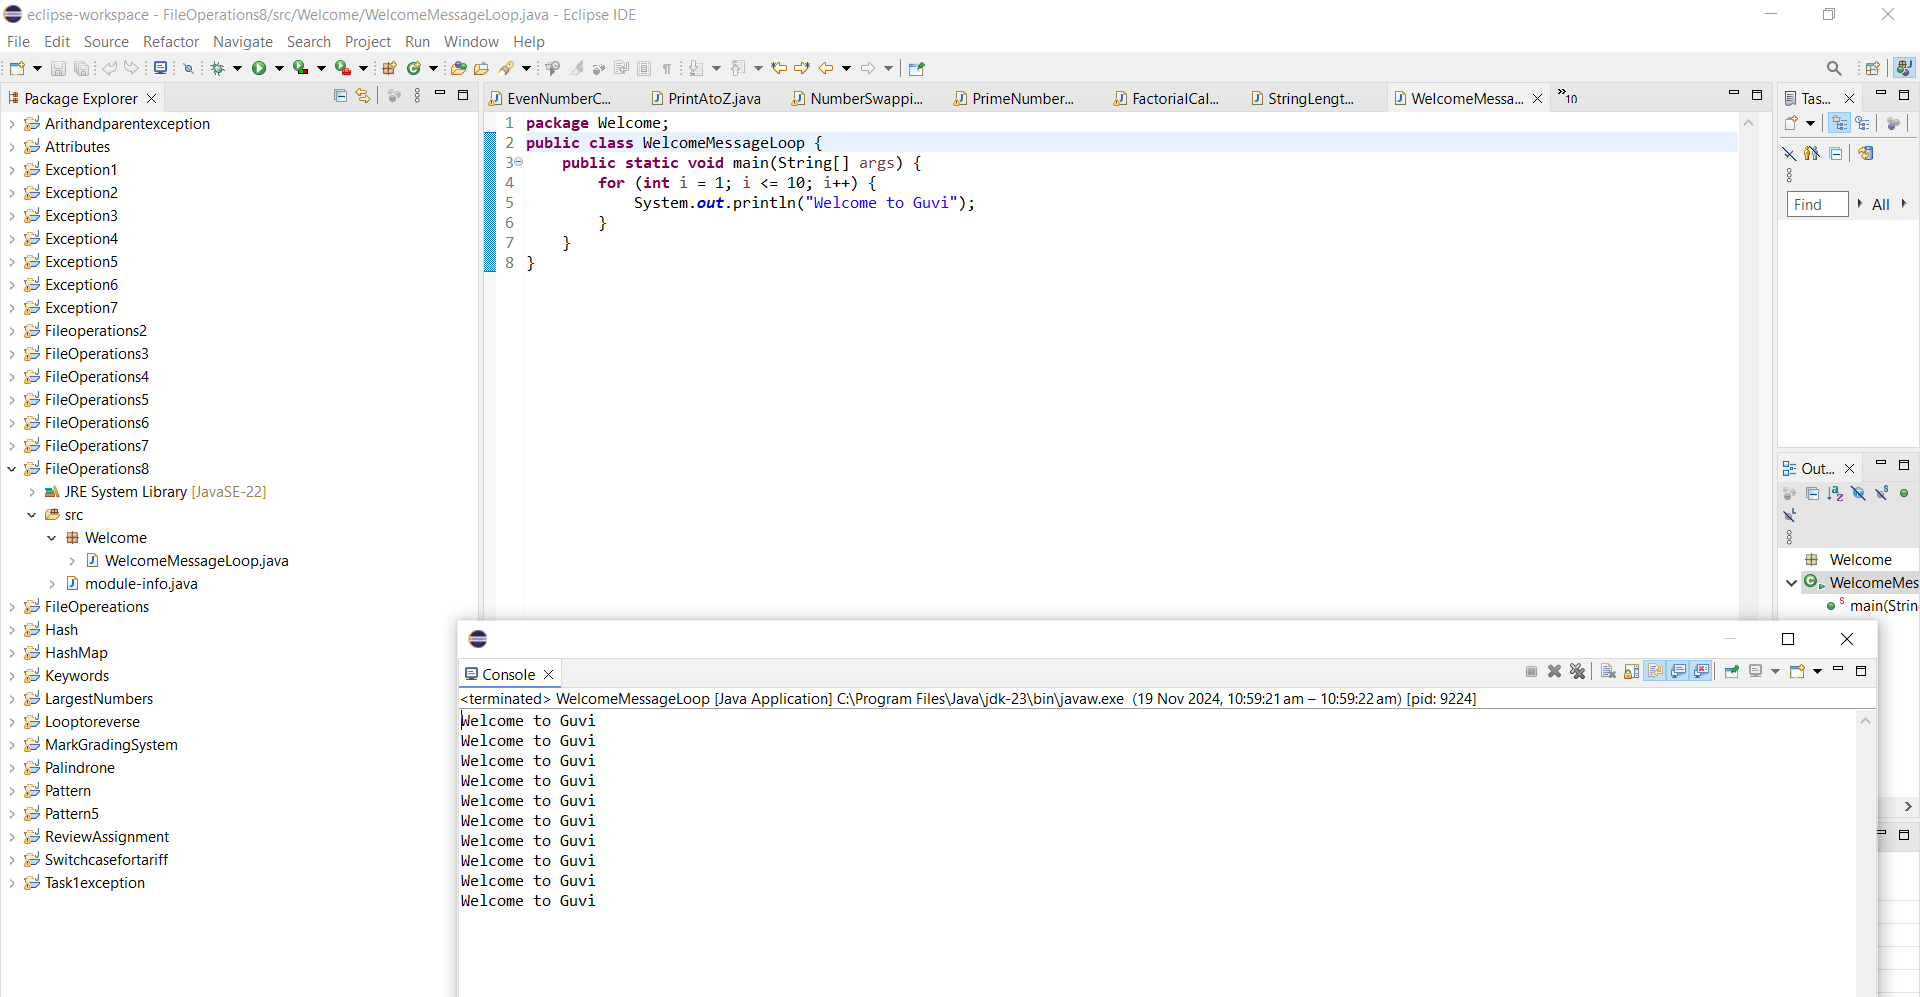 eclipse-workspace - FileOperations8/src/Welcome/WelcomeMessageLoop.java - Eclipse IDE
File Edit Source Refactor Navigate Search Project Run Window Help
Package Explorer
Arithandparentexception
Attributes
Exception1
Exception2
Exception3
Exception4
Exception5
Exception6
Exception7
Fileoperations2
FileOperations3
FileOperations4
FileOperations5
FileOperations6
FileOperations7
FileOperations8
JRE System Library [JavaSE-22]
src
Welcome
WelcomeMessageLoop.java
module-info.java
FileOpereations
Hash
HashMap
Keywords
LargestNumbers
Looptoreverse
MarkGradingSystem
Palindrone
Pattern
Pattern5
ReviewAssignment
Switchcasefortariff
Task1exception
EvenNumberC... PrintAtoZ.java NumberSwappi... PrimeNumber... FactorialCal... StringLengt... WelcomeMessa... »10
1 package Welcome;
2 public class WelcomeMessageLoop {
3 public static void main(String[] args) {
4 for (int i = 1; i <= 10; i++) {
5 System.out.println("Welcome to Guvi");
6 }
7 }
8 }
Tas...
Find All
Out...
Welcome
WelcomeMes
main(Strin
Console
<terminated> WelcomeMessageLoop [Java Application] C:\Program Files\Java\jdk-23\bin\javaw.exe (19 Nov 2024, 10:59:21 am – 10:59:22 am) [pid: 9224]
Welcome to Guvi
Welcome to Guvi
Welcome to Guvi
Welcome to Guvi
Welcome to Guvi
Welcome to Guvi
Welcome to Guvi
Welcome to Guvi
Welcome to Guvi
Welcome to Guvi